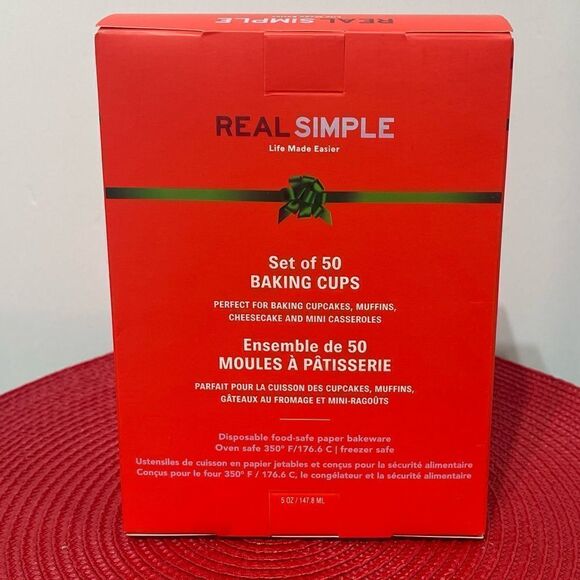 REAL SIMPLE
REAL SIMPLE
Life Made Easier
Set of 50
BAKING CUPS
PERFECT FOR BAKING CUPCAKES, MUFFINS,
CHEESECAKE AND MINI CASSEROLES
Ensemble de 50
MOULES À PÂTISSERIE
PARFAIT POUR LA CUISSON DES CUPCAKES, MUFFINS,
GÂTEAUX AU FROMAGE ET MINI-RAGOÛTS
Disposable food-safe paper bakeware
Oven safe 350º F/176.6 C | freezer safe
Ustensiles de cuisson en papier jetables et conçus pour la sécurité alimentaire
Conçus pour le four 350º F / 176.6 C, le congélateur et la sécurité alimentaire
5 OZ / 147.8 ML